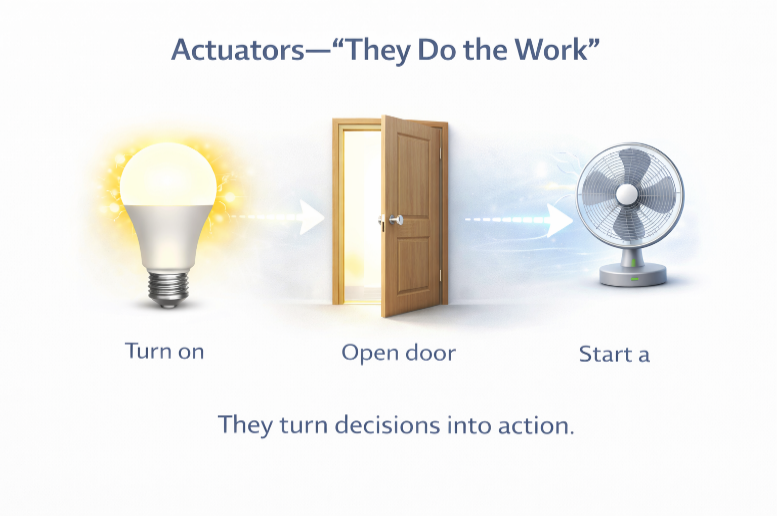 Actuators—“They Do the Work”
Turn on
Open door
Start a
They turn decisions into action.